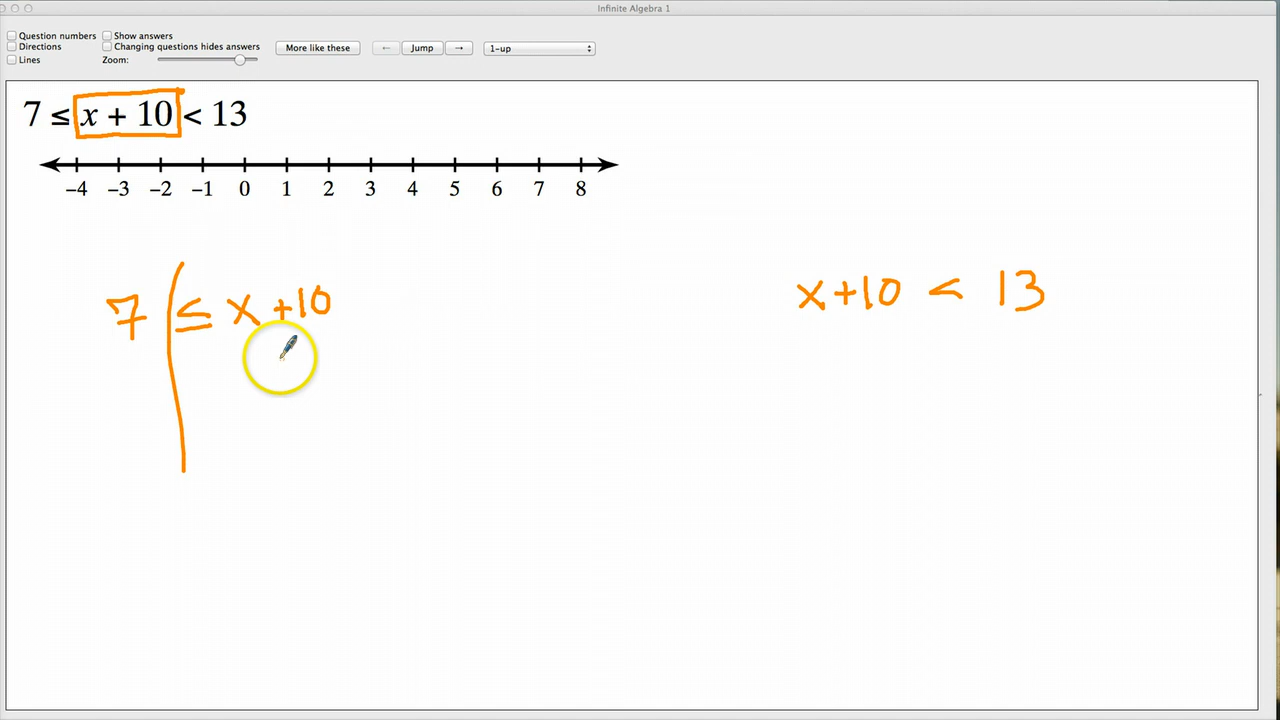 Infinite Algebra 1
Question numbers Show answers
Directions Changing questions hides answers More like these ← Jump → 1-up
Lines Zoom:
7 ≤ x + 10 < 13
–4 –3 –2 –1 0 1 2 3 4 5 6 7 8
7 ≤ x +10 x+10 < 13